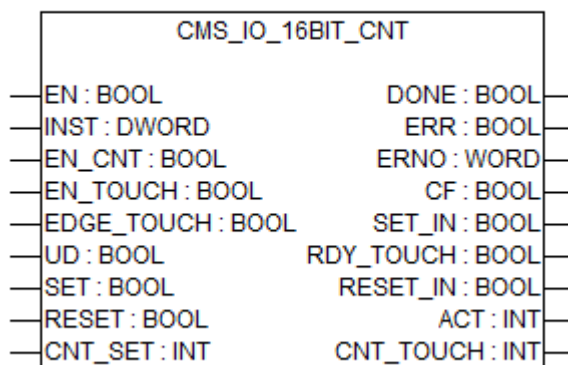 CMS_IO_16BIT_CNT
EN : BOOL DONE : BOOL
INST : DWORD ERR : BOOL
EN_CNT : BOOL ERNO : WORD
EN_TOUCH : BOOL CF : BOOL
EDGE_TOUCH : BOOL SET_IN : BOOL
UD : BOOL RDY_TOUCH : BOOL
SET : BOOL RESET_IN : BOOL
RESET : BOOL ACT : INT
CNT_SET : INT CNT_TOUCH : INT